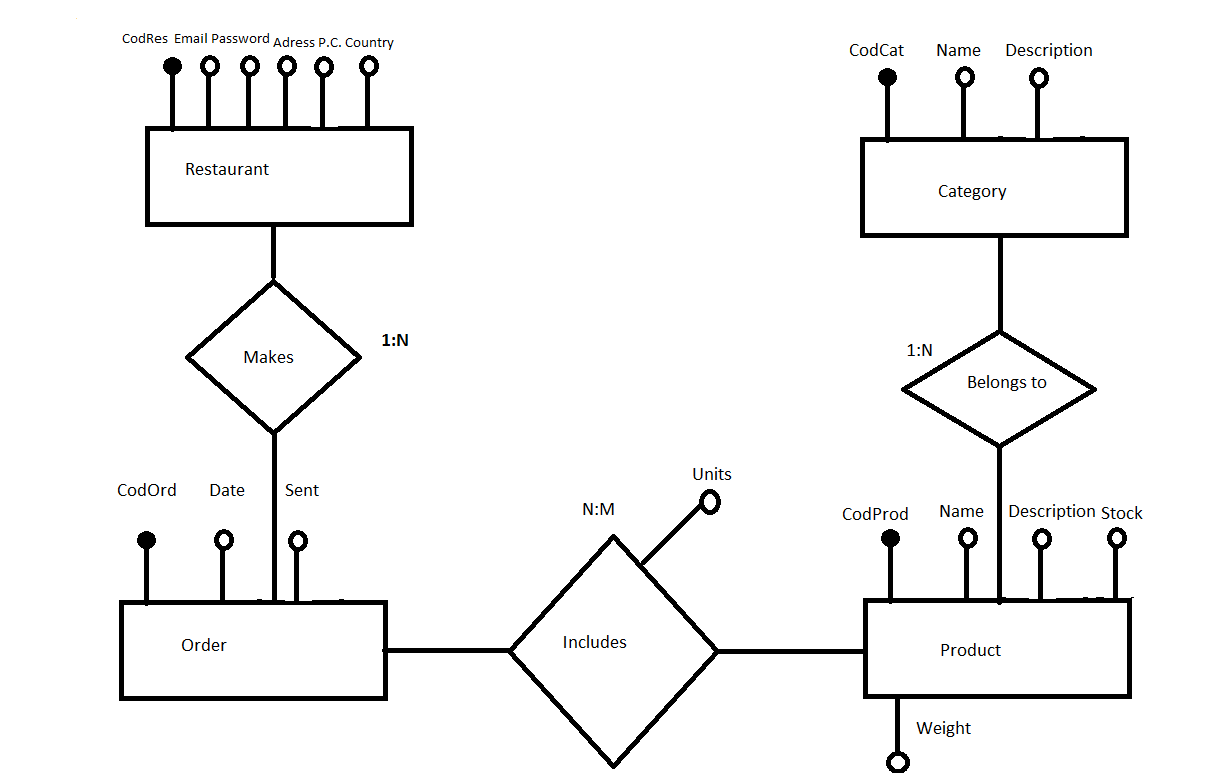 CodRes Email Password Adress P.C. Country
Restaurant
Makes
1:N
CodCat Name Description
Category
1:N
Belongs to
CodOrd Date Sent
Order
N:M
Units
Includes
CodProd Name Description Stock
Product
Weight